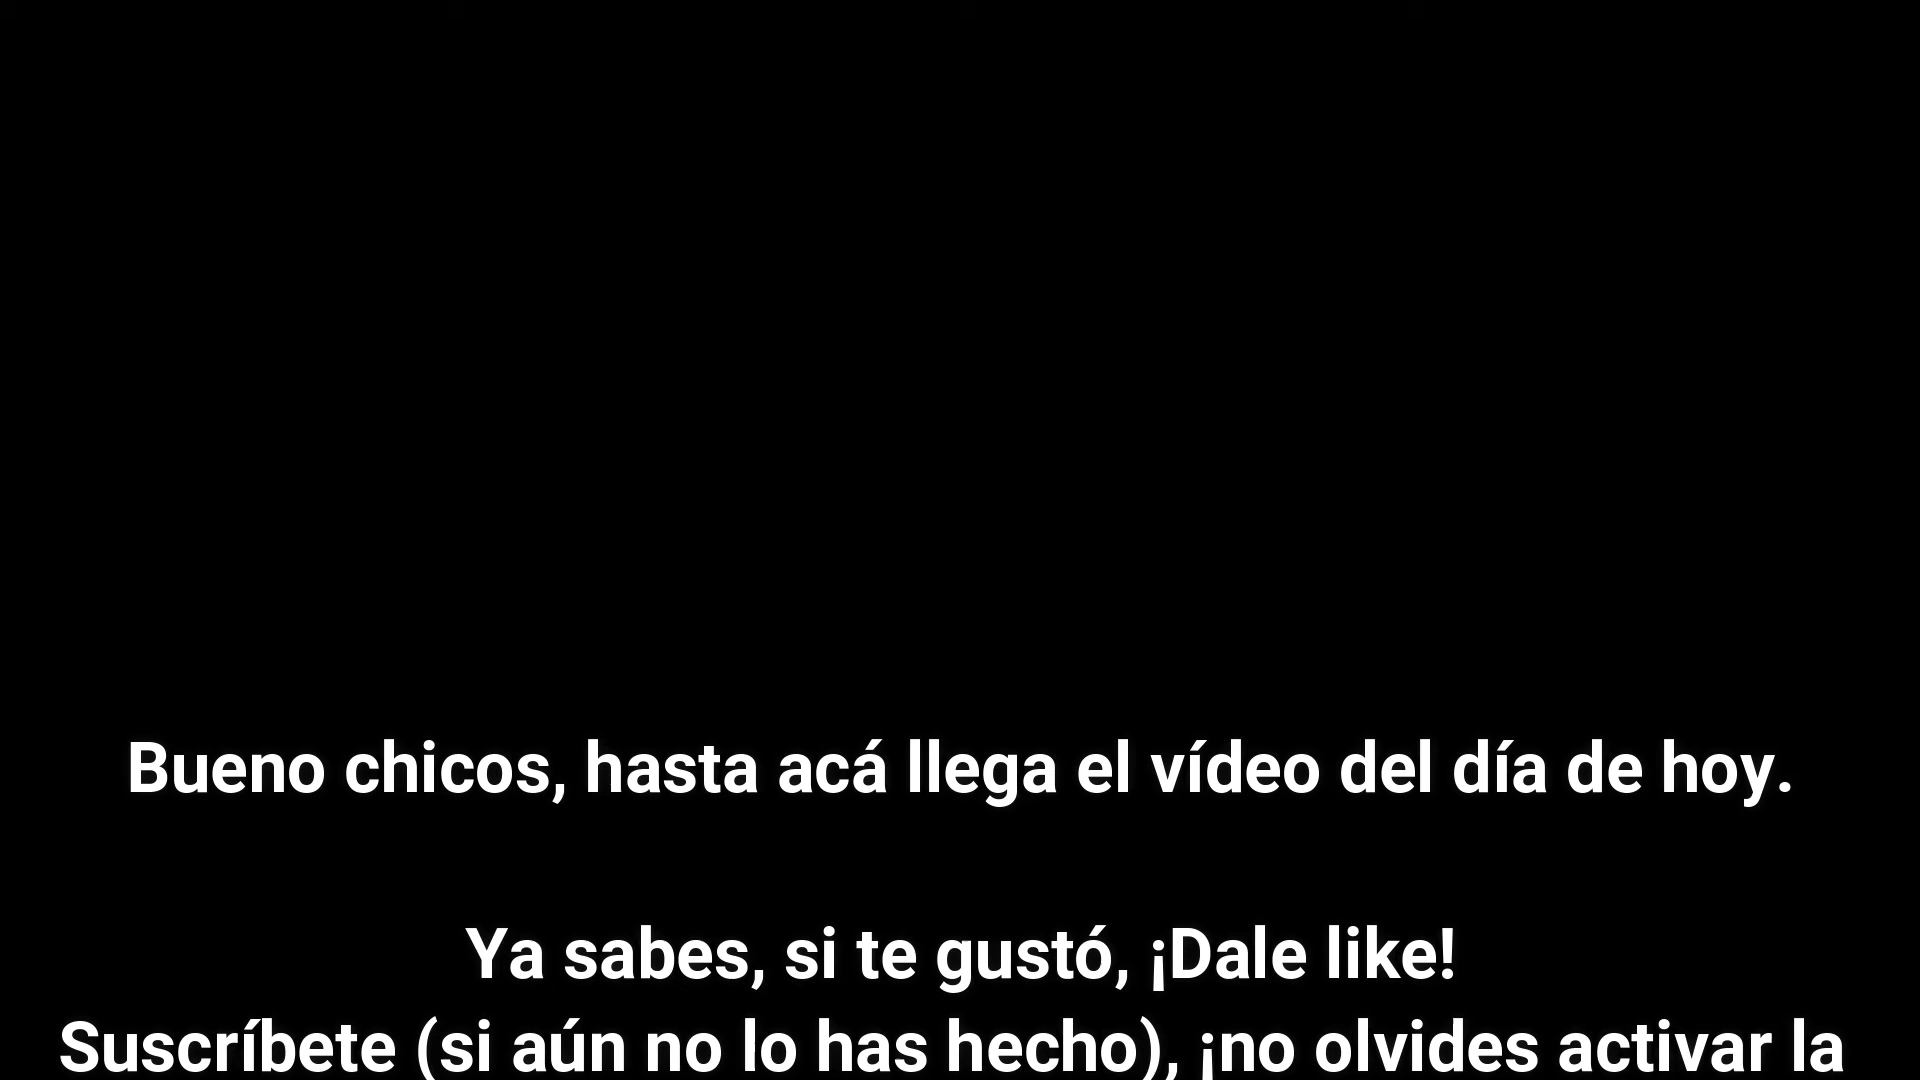 Bueno chicos, hasta acá llega el vídeo del día de hoy.
Ya sabes, si te gustó, ¡Dale like!
Suscríbete (si aún no lo has hecho), ¡no olvides activar la